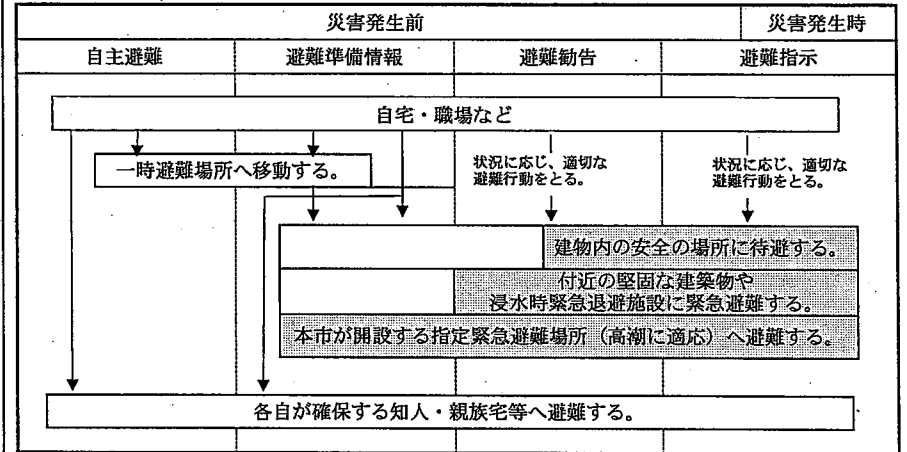 災害発生前
災害発生時
自主避難
避難準備情報
避難勧告
避難指示
自宅・職場など
一時避難場所へ移動する。
状況に応じ、適切な
避難行動をとる。
状況に応じ、適切な
避難行動をとる。
建物内の安全の場所に待避する。
付近の堅固な建築物や
浸水時緊急退避施設に緊急避難する。
本市が開設する指定緊急避難場所（高潮に適応）へ避難する。
各自が確保する知人・親族宅等へ避難する。